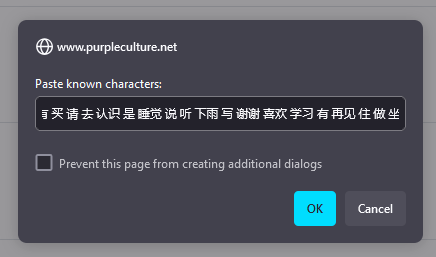 www.purpleculture.net
Paste known characters:
买 请 去 认识 是 睡觉 说 听 下雨 写 谢谢 喜欢 学习 有 再见 住 做 坐
Prevent this page from creating additional dialogs
OK
Cancel